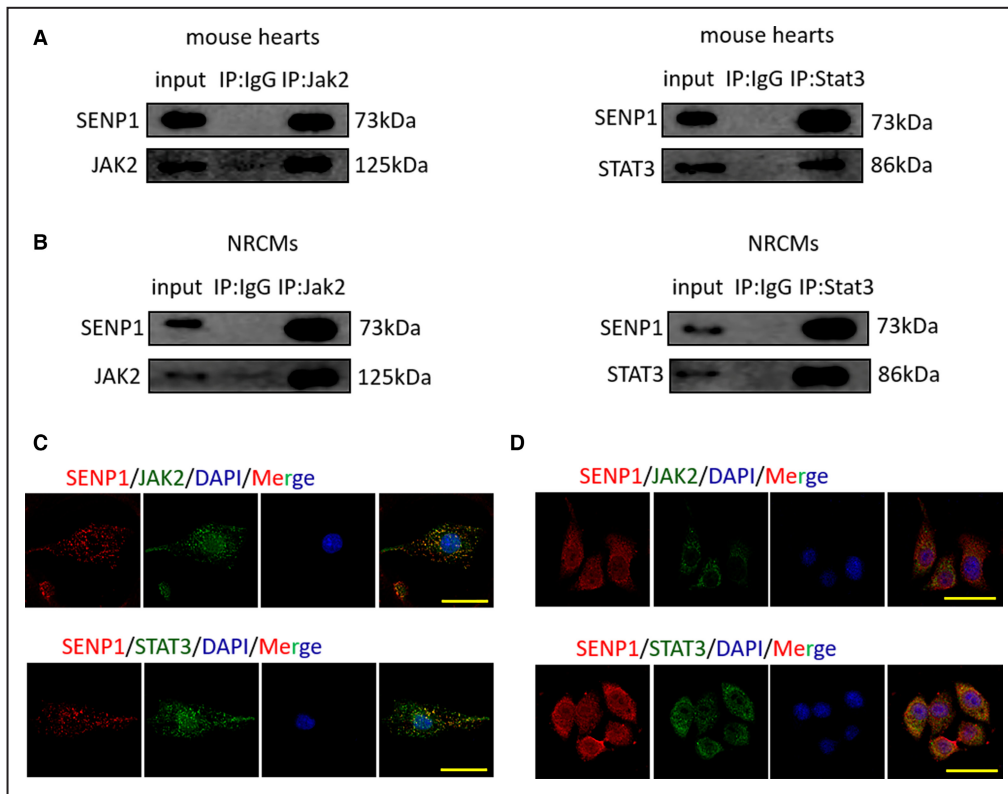 A
mouse hearts
input IP:IgG IP:Jak2
SENP1 73kDa
JAK2 125kDa
mouse hearts
input IP:IgG IP:Stat3
SENP1 73kDa
STAT3 86kDa
B
NRCMs
input IP:IgG IP:Jak2
SENP1 73kDa
JAK2 125kDa
NRCMs
input IP:IgG IP:Stat3
SENP1 73kDa
STAT3 86kDa
C
SENP1/JAK2/DAPI/Merge
SENP1/STAT3/DAPI/Merge
D
SENP1/JAK2/DAPI/Merge
SENP1/STAT3/DAPI/Merge